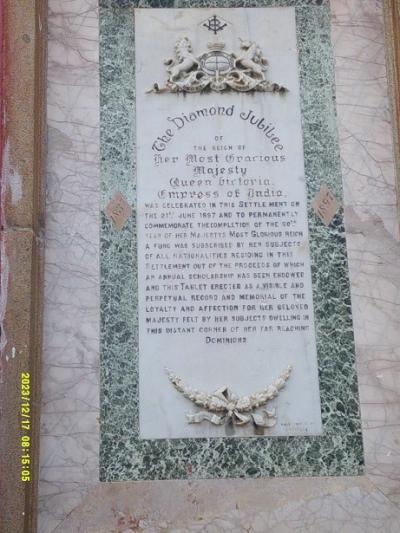 The Diamond Jubilee
OF
THE REIGN OF
Her Most Gracious
Majesty
Queen Victoria.
Empress of India.
WAS CELEBRATED IN THIS SETTLEMENT ON
THE 21ST JUNE 1897 AND TO PERMANENTLY
COMMEMORATE THE COMPLETION OF THE 60TH
YEAR OF HER MAJESTY'S MOST GLORIOUS REIGN
A FUND WAS SUBSCRIBED BY HER SUBJECTS
OF ALL NATIONALITIES RESIDING IN THIS
SETTLEMENT OUT OF THE PROCEEDS OF WHICH
AN ANNUAL SCHOLARSHIP HAS BEEN ENDOWED
AND THIS TABLET ERECTED AS A VISIBLE AND
PERPETUAL RECORD AND MEMORIAL OF THE
LOYALTY AND AFFECTION FOR HER BELOVED
MAJESTY FELT BY HER SUBJECTS DWELLING IN
THIS DISTANT CORNER OF HER FAR REACHING
DOMINIONS
2023/12/17 08:15:05